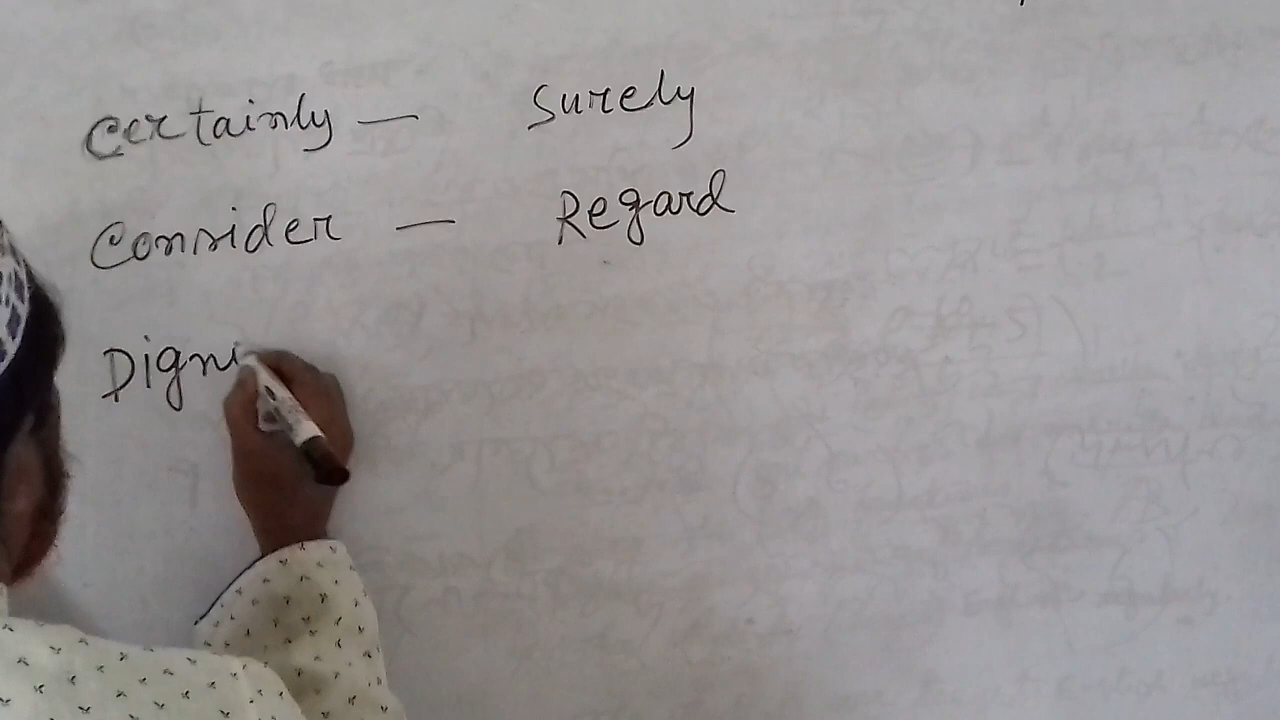 Certainly — Surely
Consider — Regard
Digni